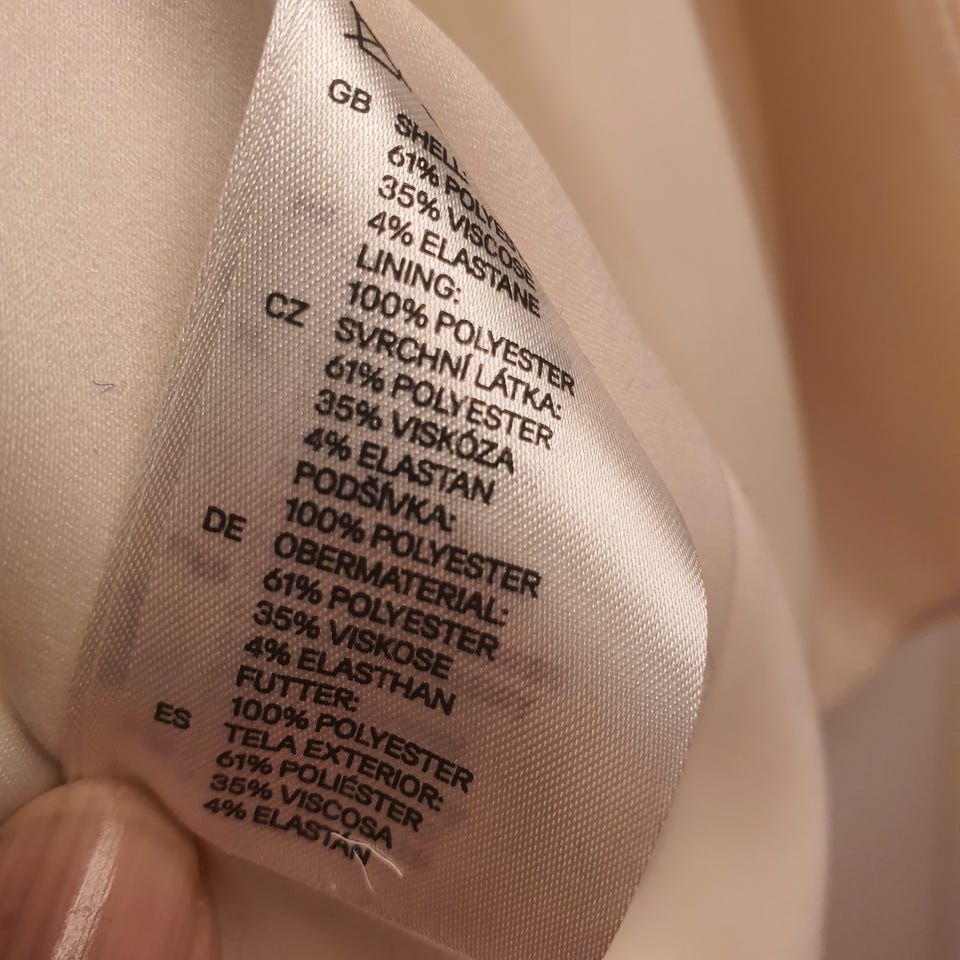 GB SHELL:
61% POLYES
35% VISCOSE
4% ELASTANE
LINING:
100% POLYESTER
CZ SVRCHNÍ LÁTKA:
61% POLYESTER
35% VISKÓZA
4% ELASTAN
PODŠÍVKA:
100% POLYESTER
DE OBERMATERIAL:
61% POLYESTER
35% VISKOSE
4% ELASTHAN
FUTTER:
100% POLYESTER
ES TELA EXTERIOR:
61% POLIÉSTER
35% VISCOSA
4% ELASTÁN